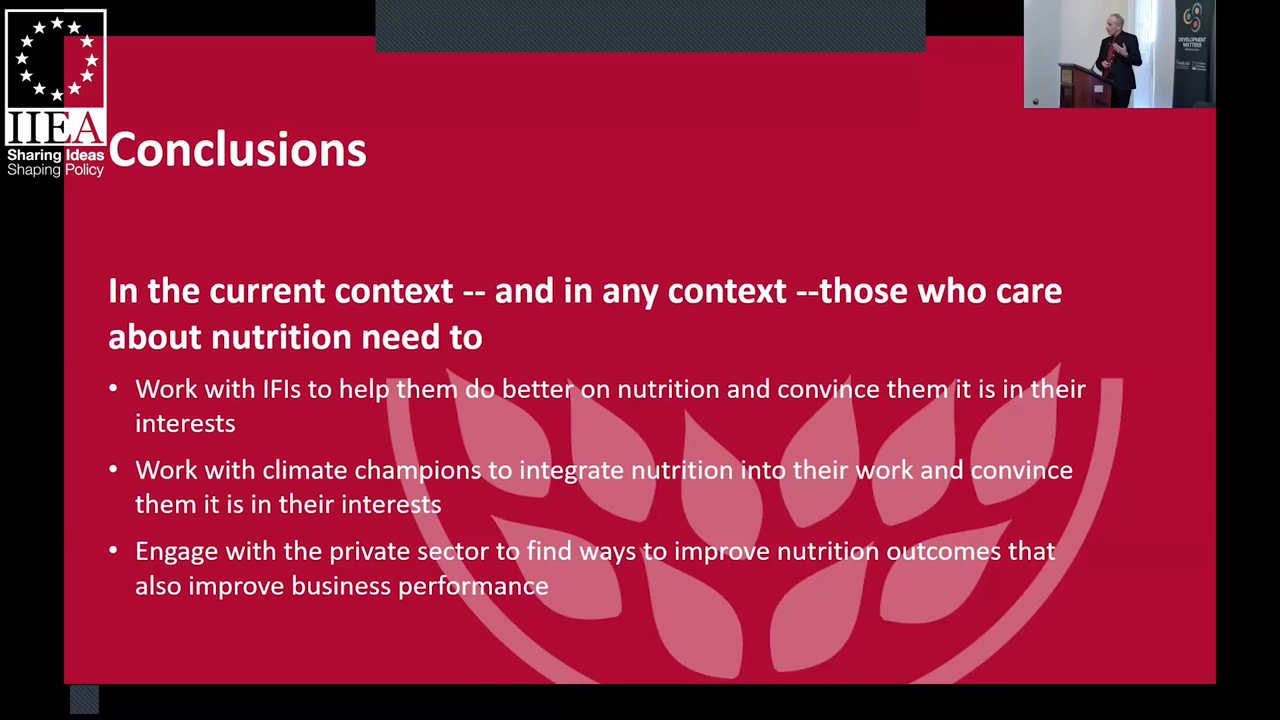 IIEA
Sharing Ideas
Shaping Policy
DEVELOPMENT
MATTERS
Conclusions
In the current context -- and in any context --those who care
about nutrition need to
• Work with IFIs to help them do better on nutrition and convince them it is in their
interests
• Work with climate champions to integrate nutrition into their work and convince
them it is in their interests
• Engage with the private sector to find ways to improve nutrition outcomes that
also improve business performance